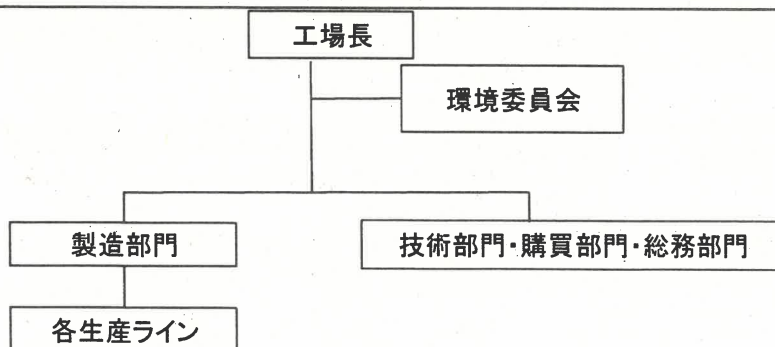 工場長
環境委員会
製造部門
技術部門・購買部門・総務部門
各生産ライン